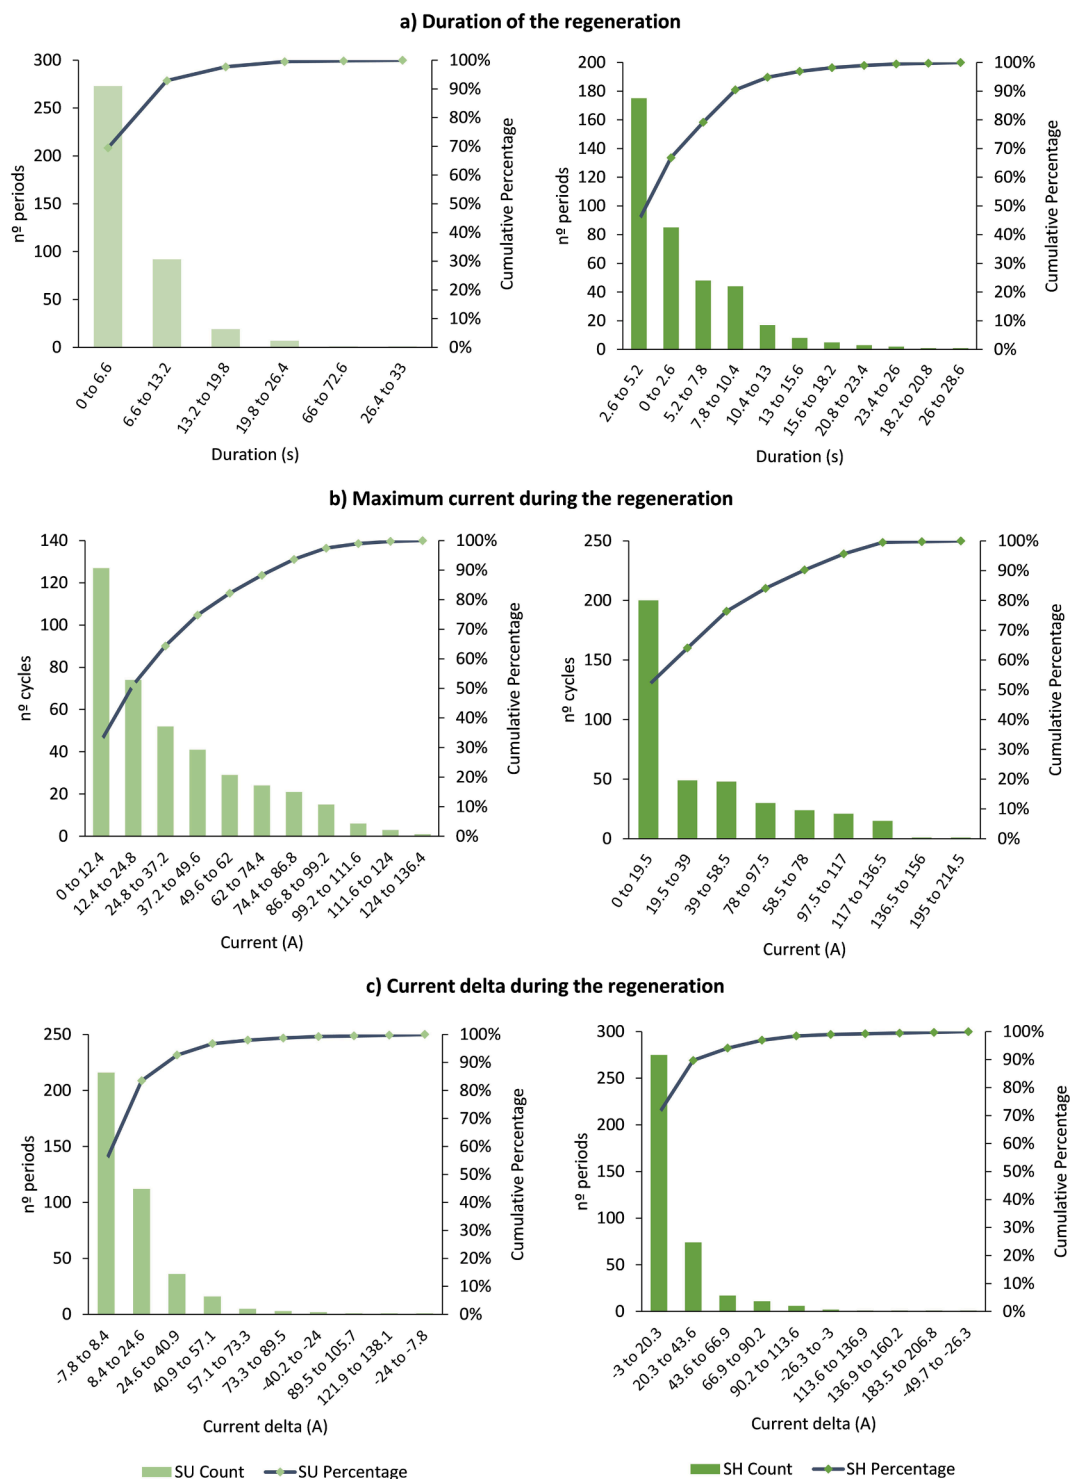 a) Duration of the regeneration
300
250
200
150
100
50
0
nº periods
100%
90%
80%
70%
60%
50%
40%
30%
20%
10%
0%
Cumulative Percentage
0 to 6.6
6.6 to 13.2
13.2 to 19.8
19.8 to 26.4
66 to 72.6
26.4 to 33
Duration (s)
200
180
160
140
120
100
80
60
40
20
0
nº periods
100%
90%
80%
70%
60%
50%
40%
30%
20%
10%
0%
Cumulative Percentage
2.6 to 5.2
0 to 2.6
5.2 to 7.8
7.8 to 10.4
10.4 to 13
13 to 15.6
15.6 to 18.2
20.8 to 23.4
23.4 to 26
18.2 to 20.8
26 to 28.6
Duration (s)
b) Maximum current during the regeneration
140
120
100
80
60
40
20
0
nº cycles
100%
90%
80%
70%
60%
50%
40%
30%
20%
10%
0%
Cumulative Percentage
0 to 12.4
12.4 to 24.8
24.8 to 37.2
37.2 to 49.6
49.6 to 62
62 to 74.4
74.4 to 86.8
86.8 to 99.2
99.2 to 111.6
111.6 to 124
124 to 136.4
Current (A)
250
200
150
100
50
0
nº cycles
100%
90%
80%
70%
60%
50%
40%
30%
20%
10%
0%
Cumulative Percentage
0 to 19.5
19.5 to 39
39 to 58.5
78 to 97.5
58.5 to 78
97.5 to 117
117 to 136.5
136.5 to 156
195 to 214.5
Current (A)
c) Current delta during the regeneration
250
200
150
100
50
0
nº periods
100%
90%
80%
70%
60%
50%
40%
30%
20%
10%
0%
Cumulative Percentage
-7.8 to 8.4
8.4 to 24.6
24.6 to 40.9
40.9 to 57.1
57.1 to 73.3
73.3 to 89.5
-40.2 to -24
89.5 to 105.7
121.9 to 138.1
-24 to -7.8
Current delta (A)
300
250
200
150
100
50
0
nº periods
100%
90%
80%
70%
60%
50%
40%
30%
20%
10%
0%
Cumulative Percentage
-3 to 20.3
20.3 to 43.6
43.6 to 66.9
66.9 to 90.2
90.2 to 113.6
-26.3 to -3
113.6 to 136.9
136.9 to 160.2
183.5 to 206.8
-49.7 to -26.3
Current delta (A)
SU Count
SU Percentage
SH Count
SH Percentage